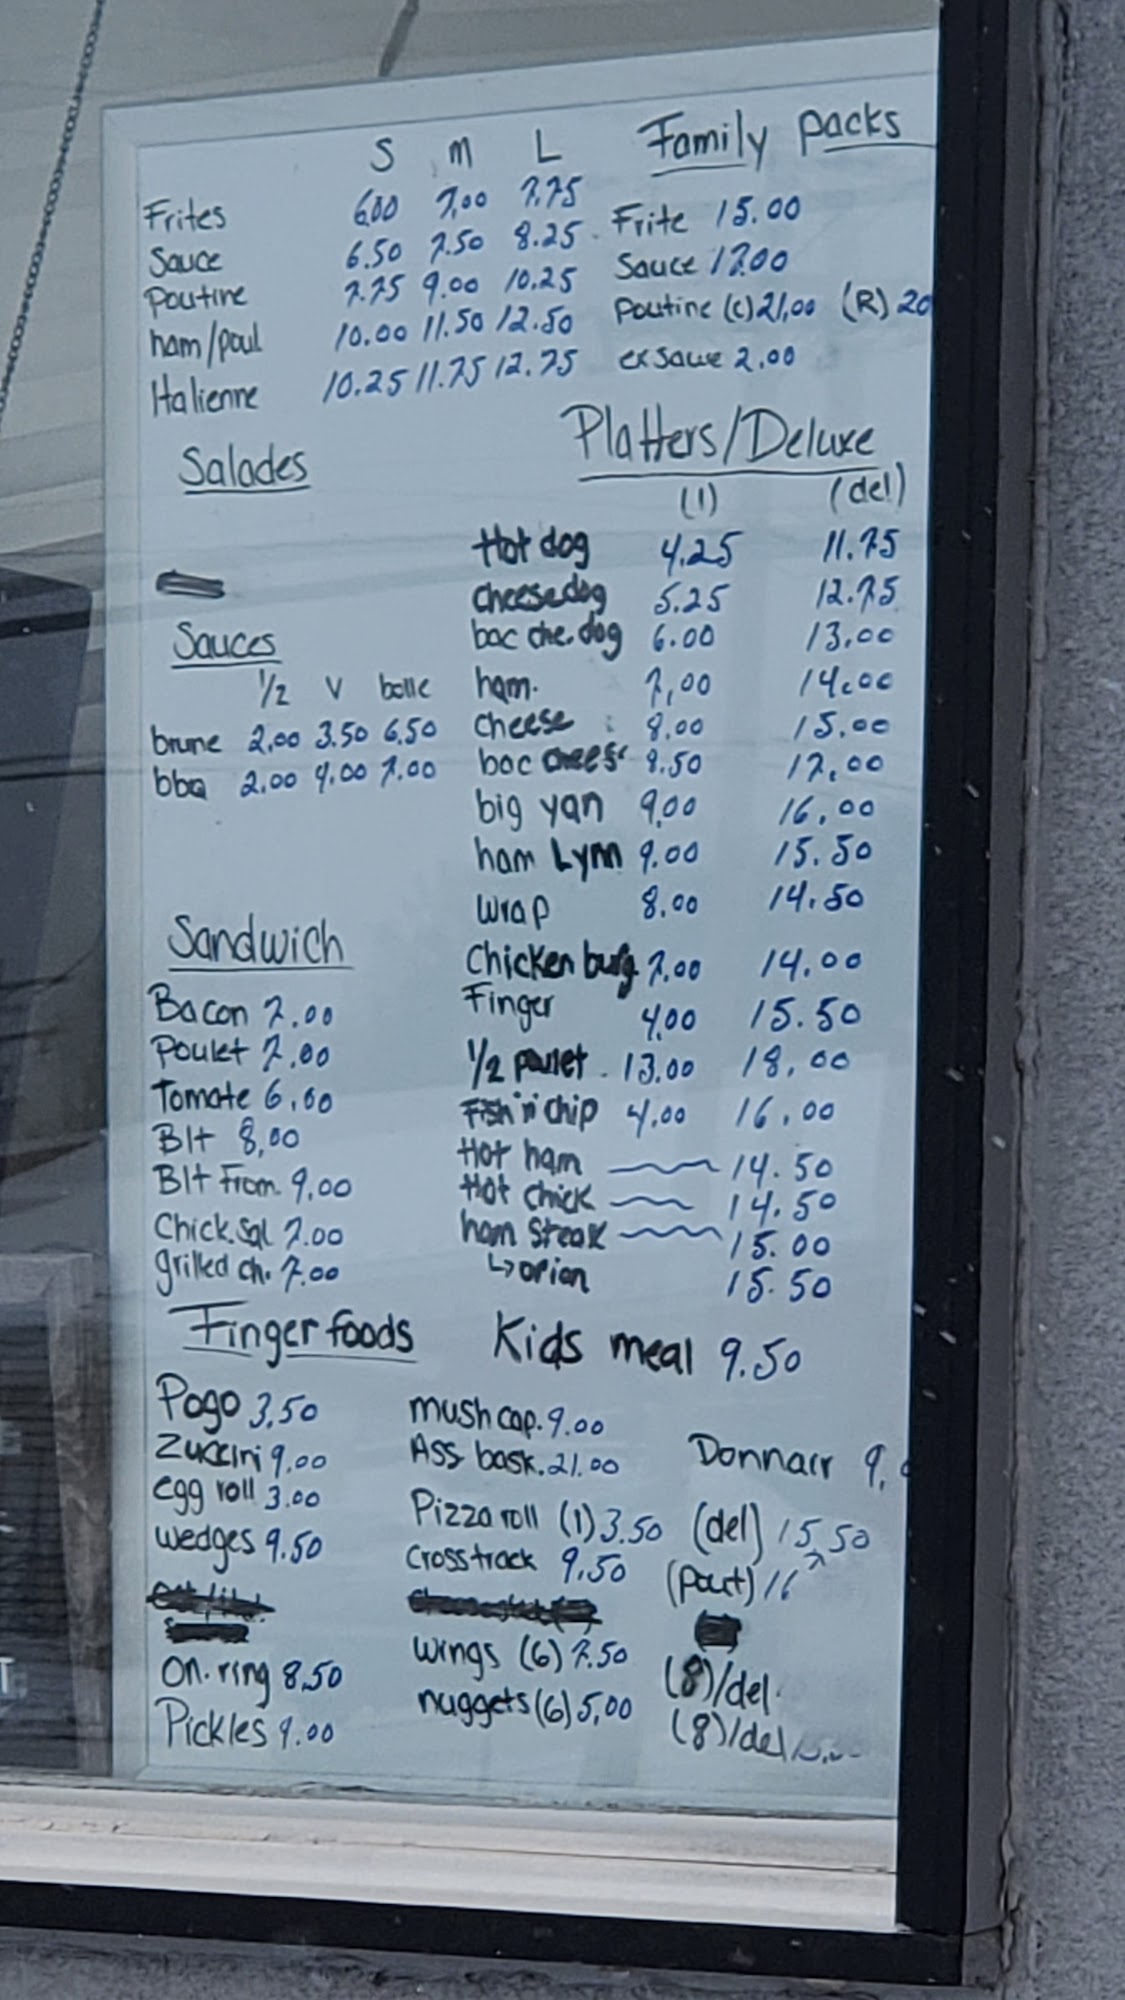 S M L
Frites 6.00 7.00 7.75
Sauce 6.50 7.50 8.25
Poutine 7.75 9.00 10.25
ham/poul 10.00 11.50 12.50
Italienne 10.25 11.75 12.75
Family packs
Frite 15.00
Sauce 17.00
Poutine (C) 21,00 (R) 20
ex sauce 2.00
Salades
Sauces
1/2 V bolle
brune 2.00 3.50 6.50
bbq 2.00 4.00 7.00
Sandwich
Bacon 7.00
Poulet 7.00
Tomate 6.00
Blt 8,00
Blt From. 9.00
Chick. Sal 7.00
grilled ch. 7.00
Platters/Deluxe
(1) (del)
Hot dog 4.25 11.75
cheesedog 5.25 12.75
bac che. dog 6.00 13.00
ham. 7,00 14.00
cheese 8.00 15.00
bac cheese 8.50 17.00
big yan 9.00 16.00
ham Lynn 9.00 15.50
wrap 8.00 14.50
Chicken burg. 7.00 14.00
Finger 4.00 15.50
1/2 poulet 13.00 18.00
Fish 'n' chip 4.00 16.00
Hot ham 14.50
Hot chick 14.50
ham steak 15.00
↳ onion 15.50
Finger foods
Pogo 3.50
Zuccini 9.00
egg roll 3.00
wedges 9.50
on. ring 8.50
Pickles 9.00
Kids meal 9.50
mush cap. 9.00
Ass bask. 21.00
Pizza roll (1) 3.50 (del) 15.50
crosstrack 9.50 (pout) 16
wings (6) 7.50 (8)/del
nuggets (6) 5,00 (8)/del
Donnair 9.